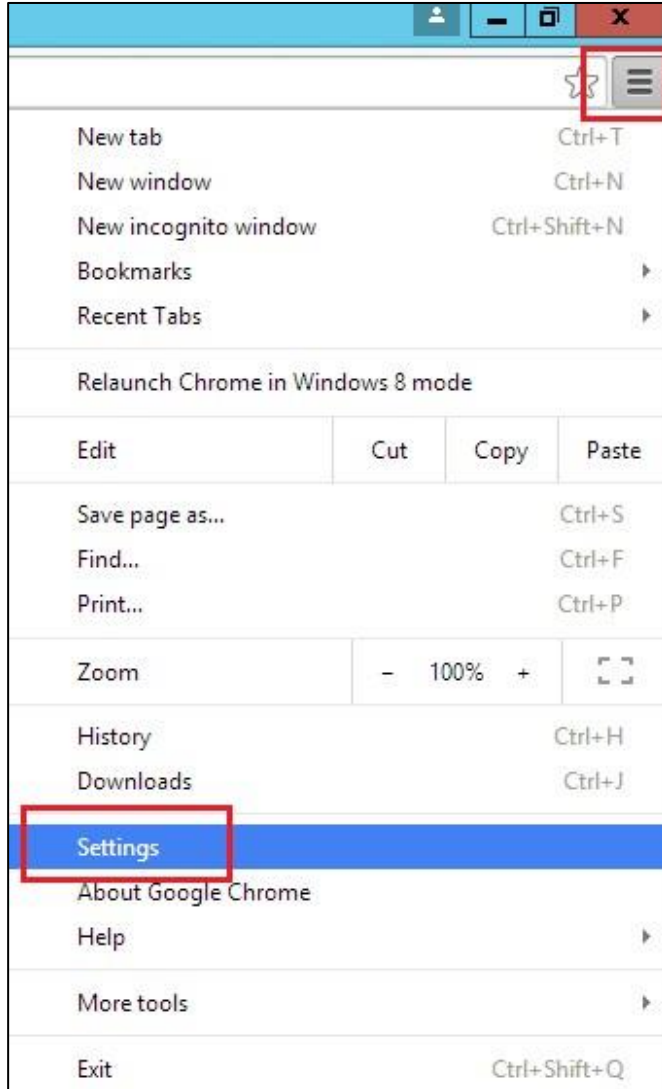 New tab Ctrl+T
New window Ctrl+N
New incognito window Ctrl+Shift+N
Bookmarks
Recent Tabs
Relaunch Chrome in Windows 8 mode
Edit Cut Copy Paste
Save page as... Ctrl+S
Find... Ctrl+F
Print... Ctrl+P
Zoom − 100% +
History Ctrl+H
Downloads Ctrl+J
Settings
About Google Chrome
Help
More tools
Exit Ctrl+Shift+Q